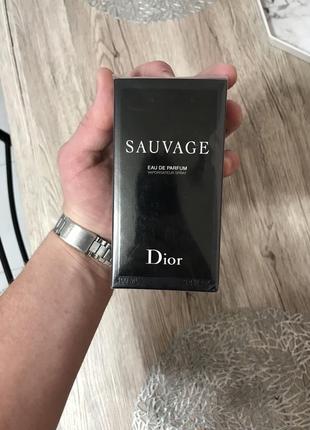 SAUVAGE
EAU DE PARFUM
VAPORISATEUR SPRAY
Dior